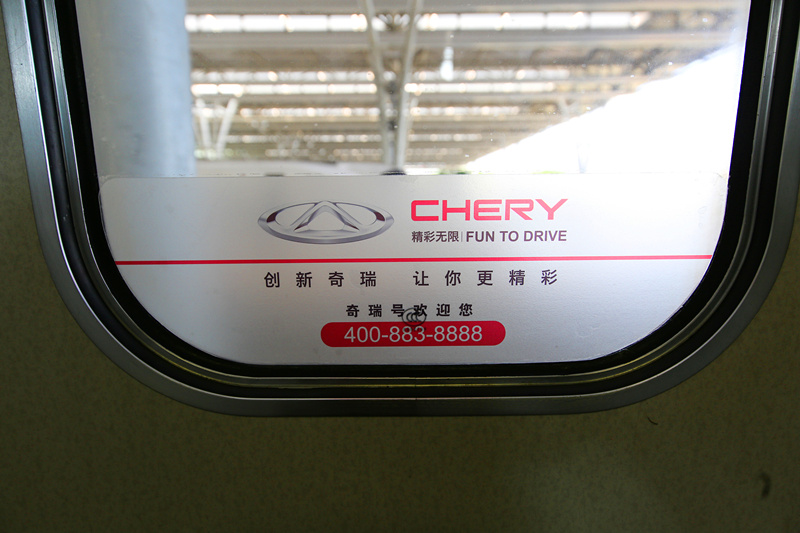 CHERY
精彩无限 | FUN TO DRIVE
创新奇瑞 让你更精彩
奇瑞号欢迎您
400-883-8888